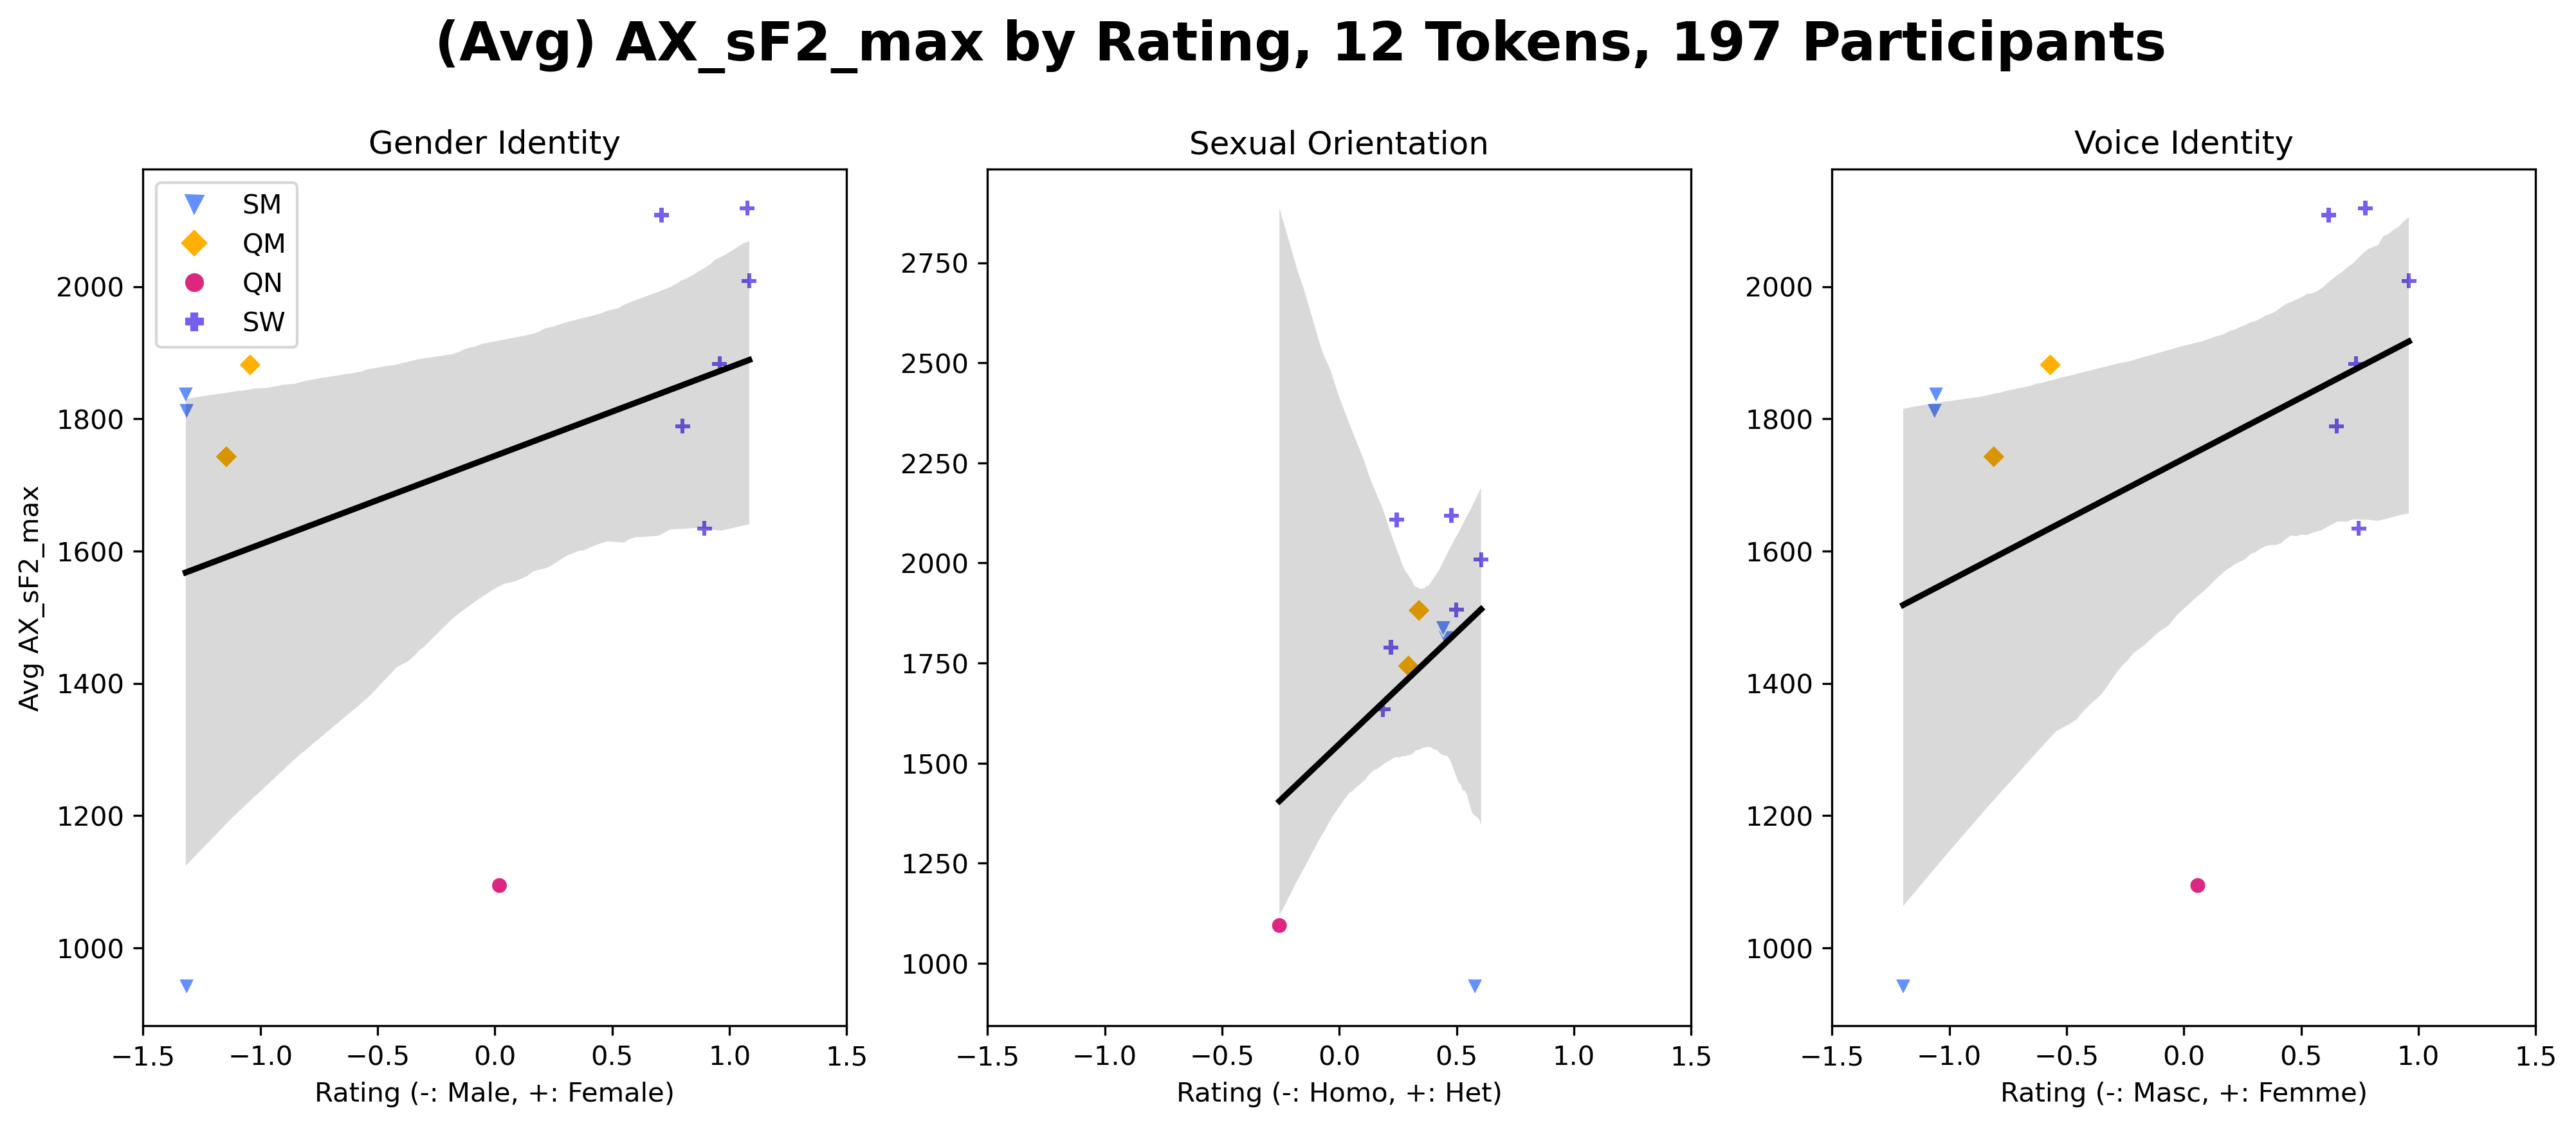 (Avg) AX_sF2_max by Rating, 12 Tokens, 197 Participants
Gender Identity
SM
QM
QN
SW
2000
1800
1600
1400
1200
1000
Avg AX_sF2_max
−1.5 −1.0 −0.5 0.0 0.5 1.0 1.5
Rating (-: Male, +: Female)
Sexual Orientation
2750
2500
2250
2000
1750
1500
1250
1000
−1.5 −1.0 −0.5 0.0 0.5 1.0 1.5
Rating (-: Homo, +: Het)
Voice Identity
2000
1800
1600
1400
1200
1000
−1.5 −1.0 −0.5 0.0 0.5 1.0 1.5
Rating (-: Masc, +: Femme)